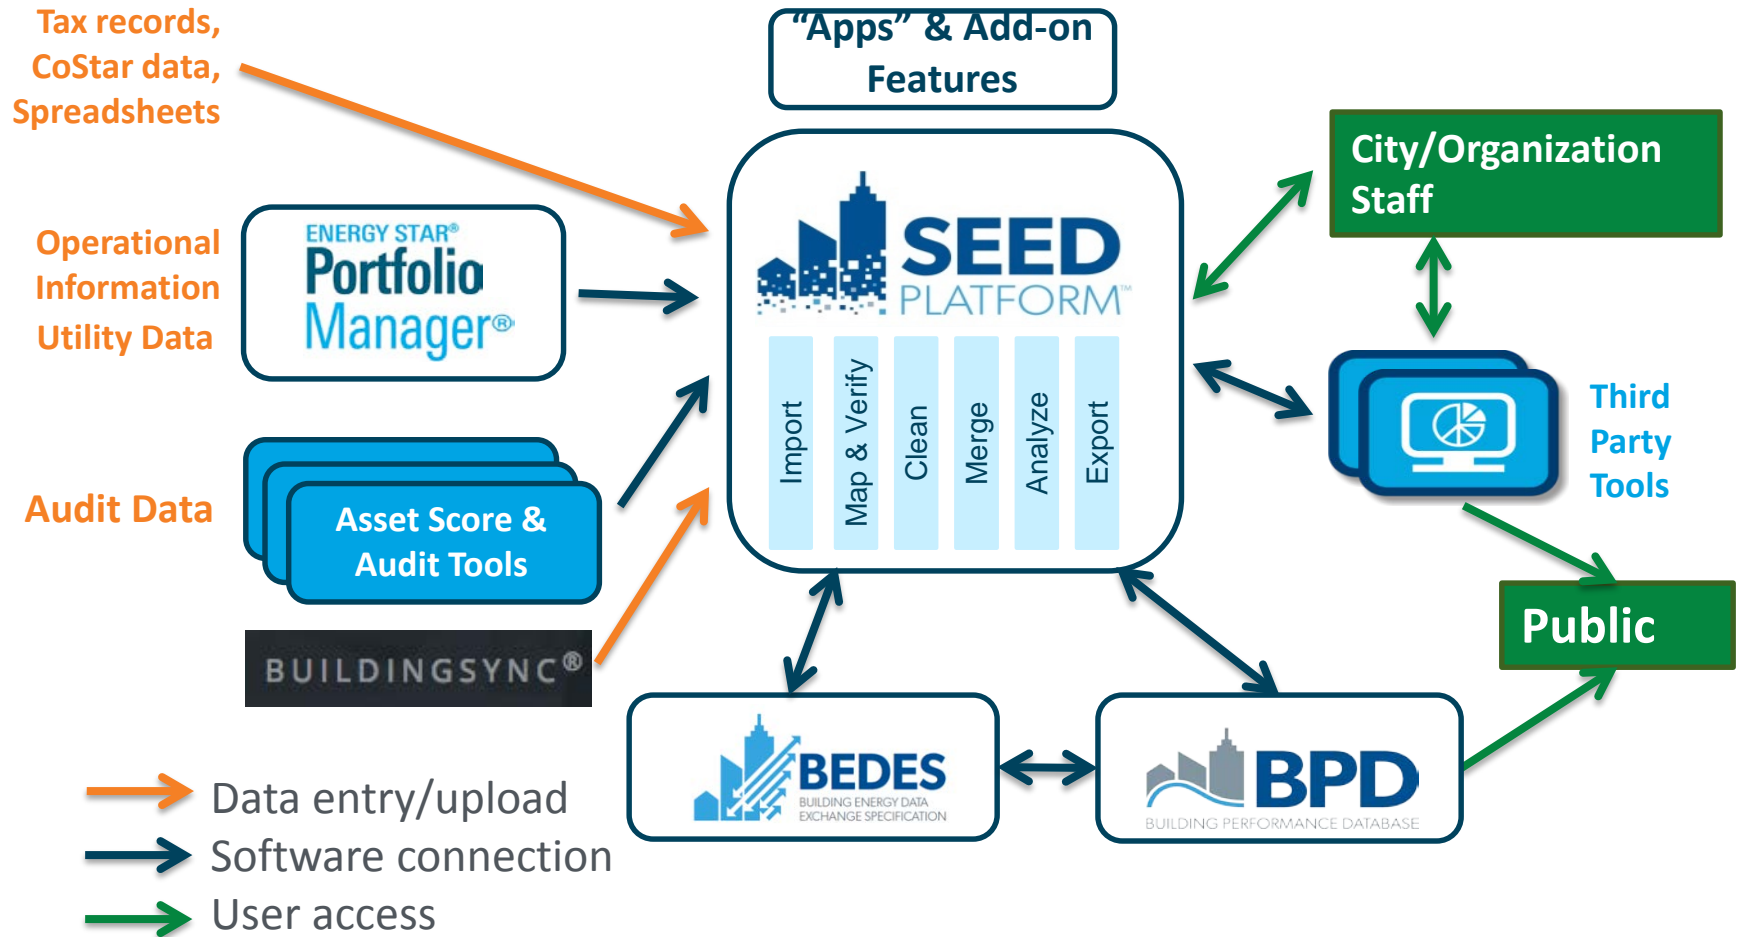 Tax records,
CoStar data,
Spreadsheets
“Apps” & Add-on
Features
City/Organization
Staff
Operational
Information
Utility Data
ENERGY STAR®
Portfolio
Manager®
SEED
PLATFORM™
Import
Map & Verify
Clean
Merge
Analyze
Export
Third
Party
Tools
Audit Data
Asset Score &
Audit Tools
BUILDINGSYNC®
Public
BEDES
BUILDING ENERGY DATA
EXCHANGE SPECIFICATION
BPD
BUILDING PERFORMANCE DATABASE
Data entry/upload
Software connection
User access